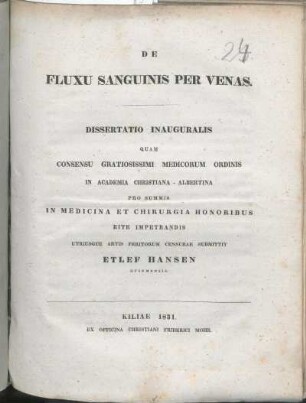 24
DE
FLUXU SANGUINIS PER VENAS.
DISSERTATIO INAUGURALIS
QUAM
CONSENSU GRATIOSISSIMI MEDICORUM ORDINIS
IN ACADEMIA CHRISTIANA-ALBERTINA
PRO SUMMIS
IN MEDICINA ET CHIRURGIA HONORIBUS
RITE IMPETRANDIS
UTRIUSQUE ARTIS PERITORUM CENSURAE SUBMITTIT
ETLEF HANSEN
KILIAE 1831.
EX OFFICINA CHRISTIANI FRIDERICI MOHR.